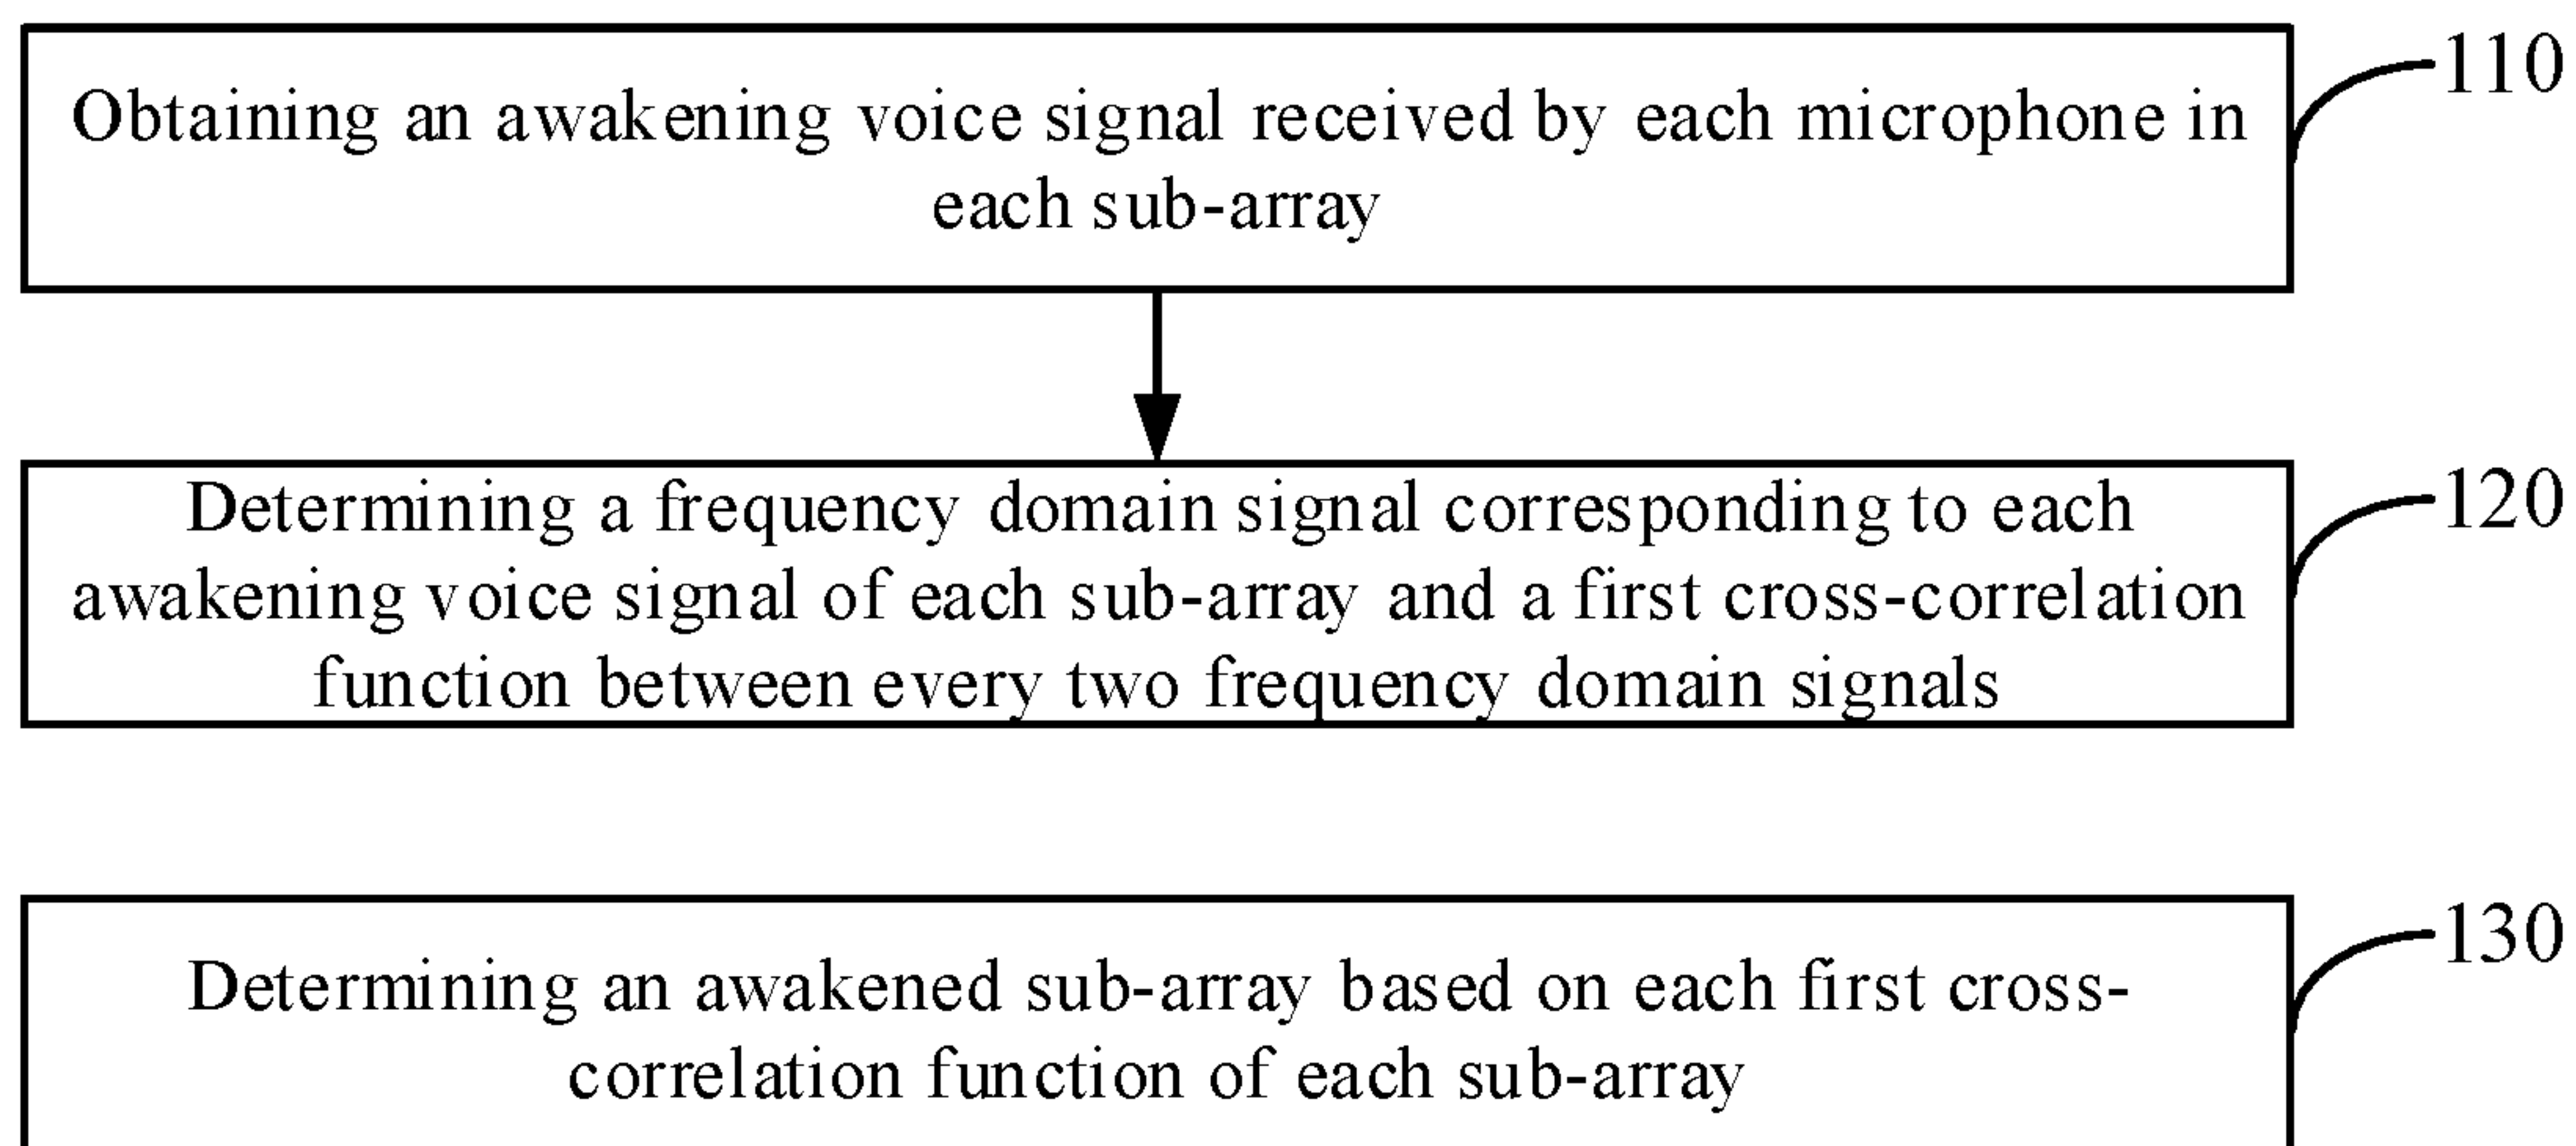 Obtaining an awakening voice signal received by each microphone in
each sub-array
110
Determining a frequency domain signal corresponding to each
awakening voice signal of each sub-array and a first cross-correlation
function between every two frequency domain signals
120
Determining an awakened sub-array based on each first cross-
correlation function of each sub-array
130